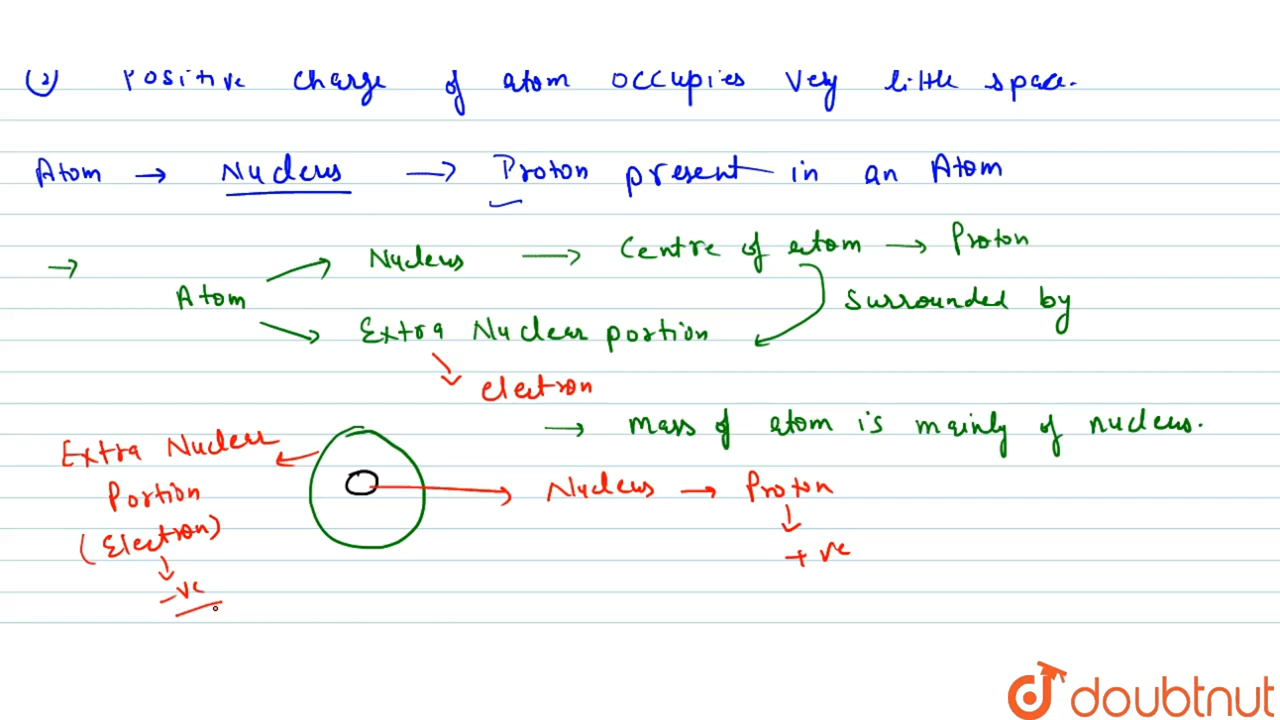 (2) Positive charge of atom occupies very little space.
Atom → Nucleus → Proton present in an Atom
→ Nucleus → Centre of atom → Proton
Atom
surrounded by
Extra Nuclear portion
electron
→ mass of atom is mainly of nucleus.
Extra Nuclear
Portion
(Electron)
-ve
Nucleus → Proton
+ve
doubtnut